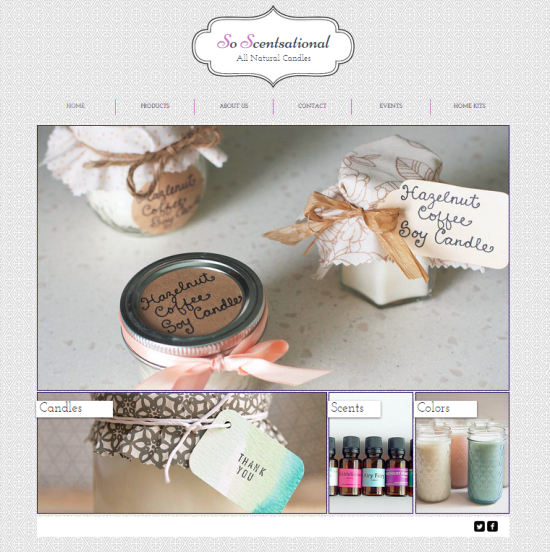 So Scentsational
All Natural Candles
HOME
PRODUCTS
ABOUT US
CONTACT
EVENTS
HOME KITS
Hazelnut
Coffee
Soy Candle
Hazelnut
Coffee
Soy Candle
Hazelnut
Coffee
Soy Candle
Candles
Scents
Colors
THANK
YOU